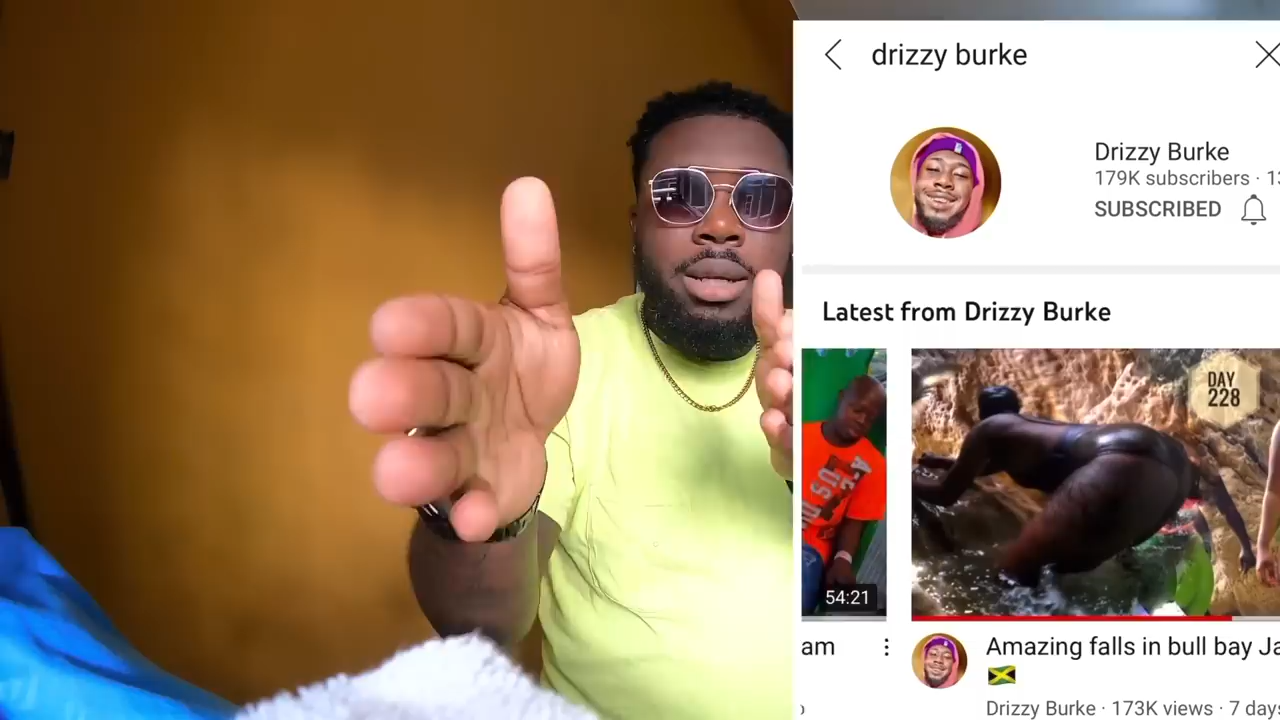 drizzy burke
Drizzy Burke
179K subscribers · 13
SUBSCRIBED
Latest from Drizzy Burke
DAY
228
54:21
am
Amazing falls in bull bay Ja
Drizzy Burke · 173K views · 7 days